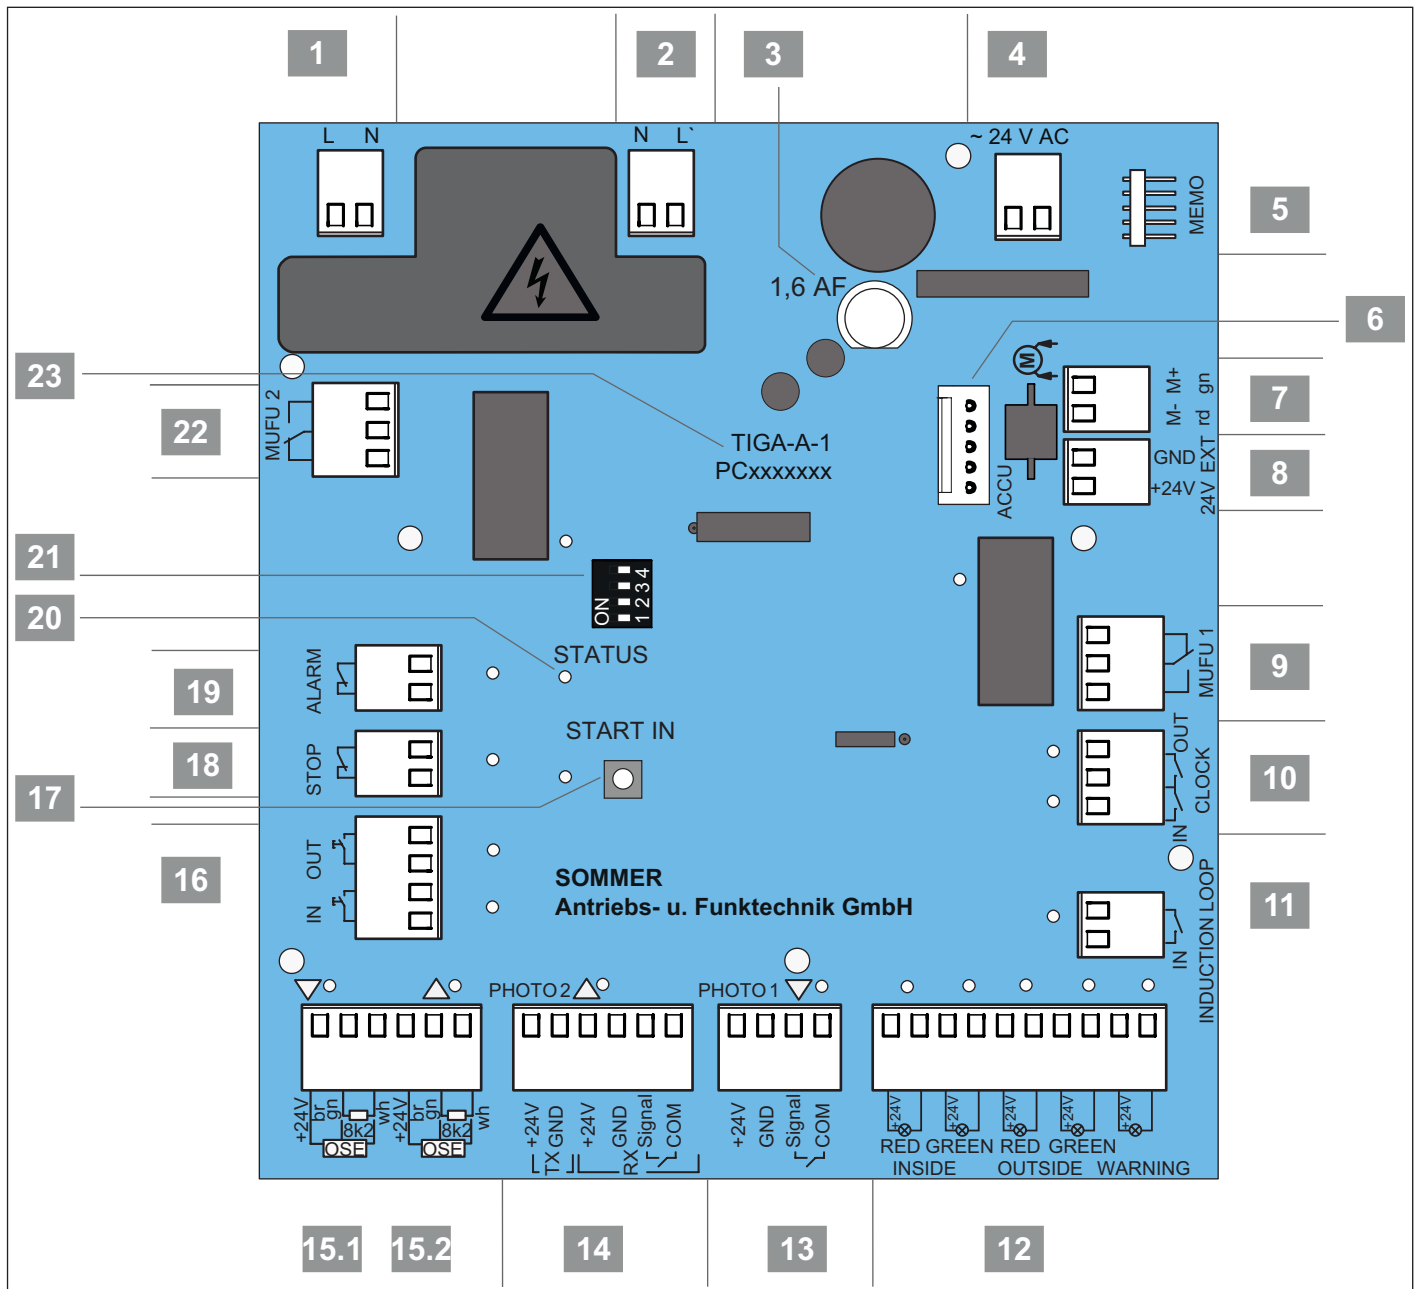 1
2
3
4
L N
N L`
~ 24 V AC
MEMO
5
1,6 AF
6
23
M
M- M+
rd gn
7
MUFU 2
22
TIGA-A-1
PCxxxxxxx
ACCU
GND
+24V
24V EXT
8
21
ON
1 2 3 4
20
STATUS
ALARM
19
MUFU 1
9
START IN
STOP
18
17
OUT
CLOCK
IN
10
OUT
IN
16
SOMMER
Antriebs- u. Funktechnik GmbH
IN
INDUCTION LOOP
11
PHOTO 2
PHOTO 1
+24V
br
gn
wh
8k2
OSE
+24V
br
gn
wh
8k2
OSE
+24V
GND
TX
+24V
GND
Signal
COM
RX
+24V
GND
Signal
COM
+24V
+24V
+24V
+24V
+24V
RED GREEN RED GREEN
INSIDE OUTSIDE WARNING
15.1
15.2
14
13
12